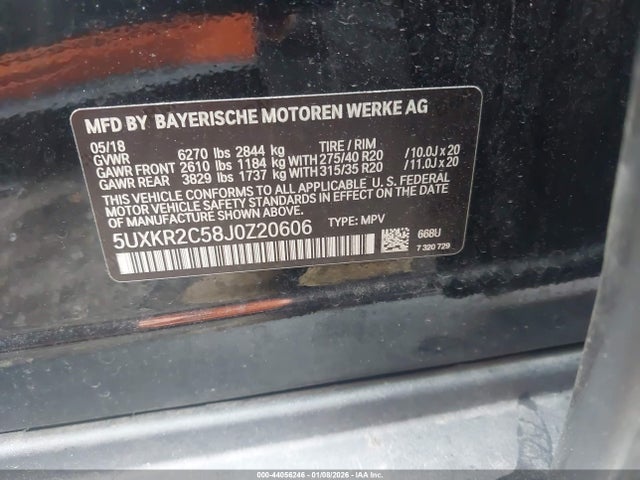 MFD BY BAYERISCHE MOTOREN WERKE AG
05/18 TIRE / RIM
GVWR 6270 lbs 2844 kg
GAWR FRONT 2610 lbs 1184 kg WITH 275/40 R20 /10.0J x 20
GAWR REAR 3829 lbs 1737 kg WITH 315/35 R20 /11.0J x 20
THIS VEHICLE CONFORMS TO ALL APPLICABLE U.S. FEDERAL
MOTOR VEHICLE SAFETY STANDARDS IN EFFECT ON THE DATE
OF MANUFACTURE SHOWN ABOVE.
5UXKR2C58J0Z20606 TYPE: MPV
668U
7 320 729
000-44056246 - 01/08/2026 - IAAI.com